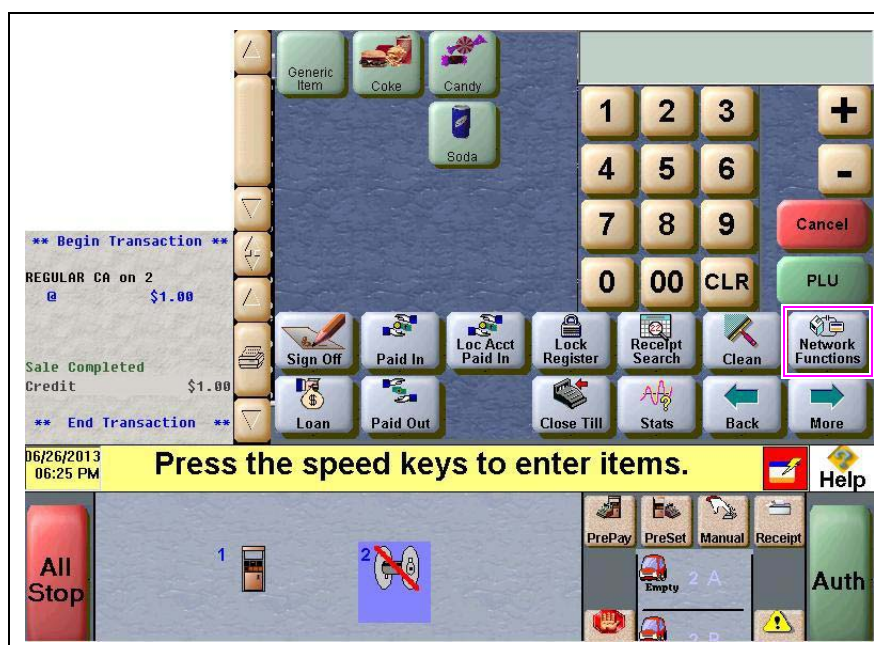 Generic
Item
Coke
Candy
Soda
1 2 3 +
4 5 6 -
7 8 9 Cancel
0 00 CLR PLU
** Begin Transaction **
REGULAR CA on 2
@ $1.00
Sale Completed
Credit $1.00
** End Transaction **
Sign Off
Paid In
Loc Acct
Paid In
Lock
Register
Receipt
Search
Clean
Network
Functions
Loan
Paid Out
Close Till
Stats
Back
More
06/26/2013
06:25 PM
Press the speed keys to enter items.
Help
All
Stop
1
2
PrePay
PreSet
Manual
Receipt
Empty
2 A
2 B
Auth